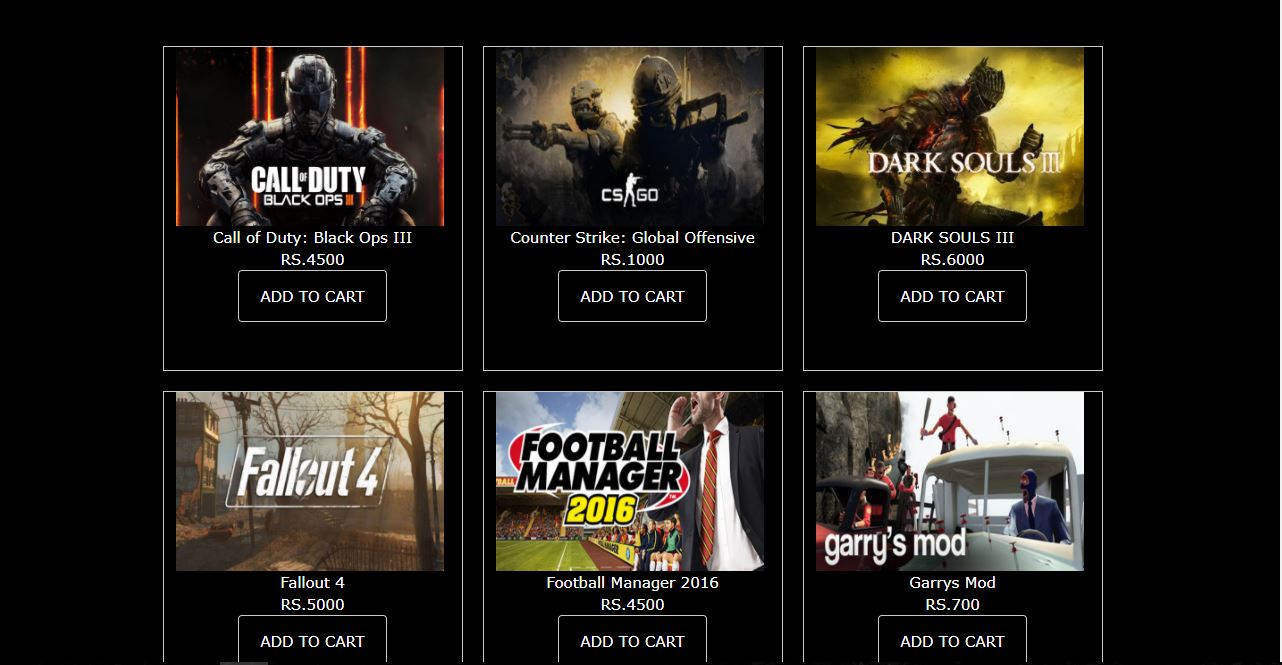 CALL OF DUTY
BLACK OPS III
Call of Duty: Black Ops III
RS.4500
ADD TO CART
CS GO
Counter Strike: Global Offensive
RS.1000
ADD TO CART
DARK SOULS III
DARK SOULS III
RS.6000
ADD TO CART
Fallout 4
Fallout 4
RS.5000
ADD TO CART
FOOTBALL
MANAGER
2016
Football Manager 2016
RS.4500
ADD TO CART
garry's mod
Garrys Mod
RS.700
ADD TO CART